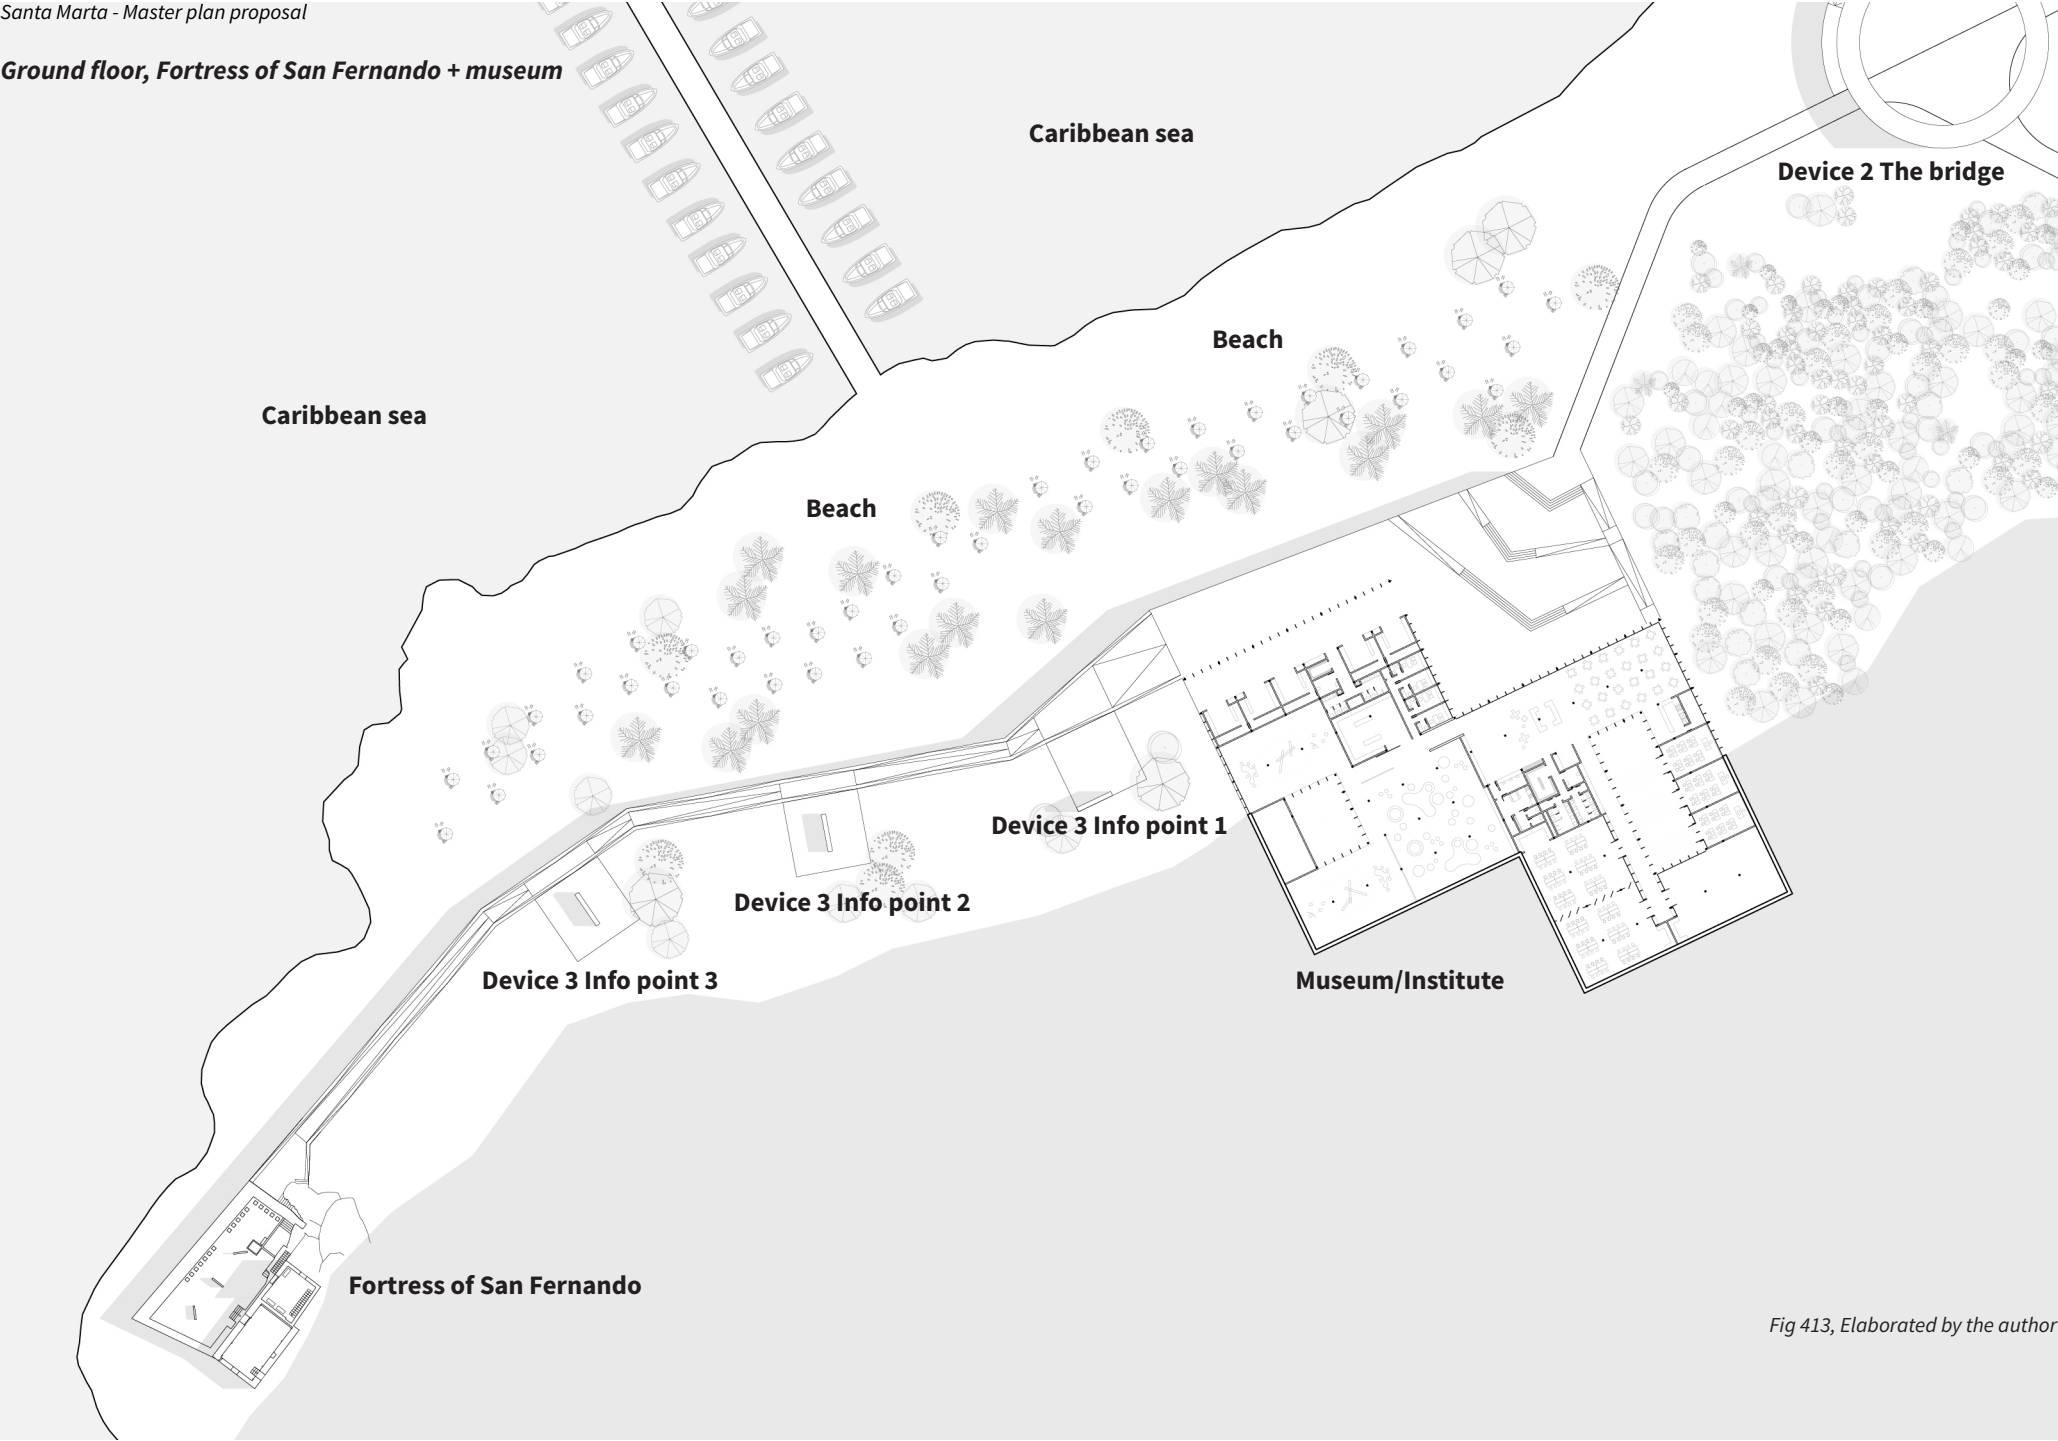 Santa Marta - Master plan proposal
Ground floor, Fortress of San Fernando + museum
Caribbean sea
Device 2 The bridge
Beach
Caribbean sea
Beach
Device 3 Info point 1
Device 3 Info point 2
Device 3 Info point 3
Museum/Institute
Fortress of San Fernando
Fig 413, Elaborated by the author